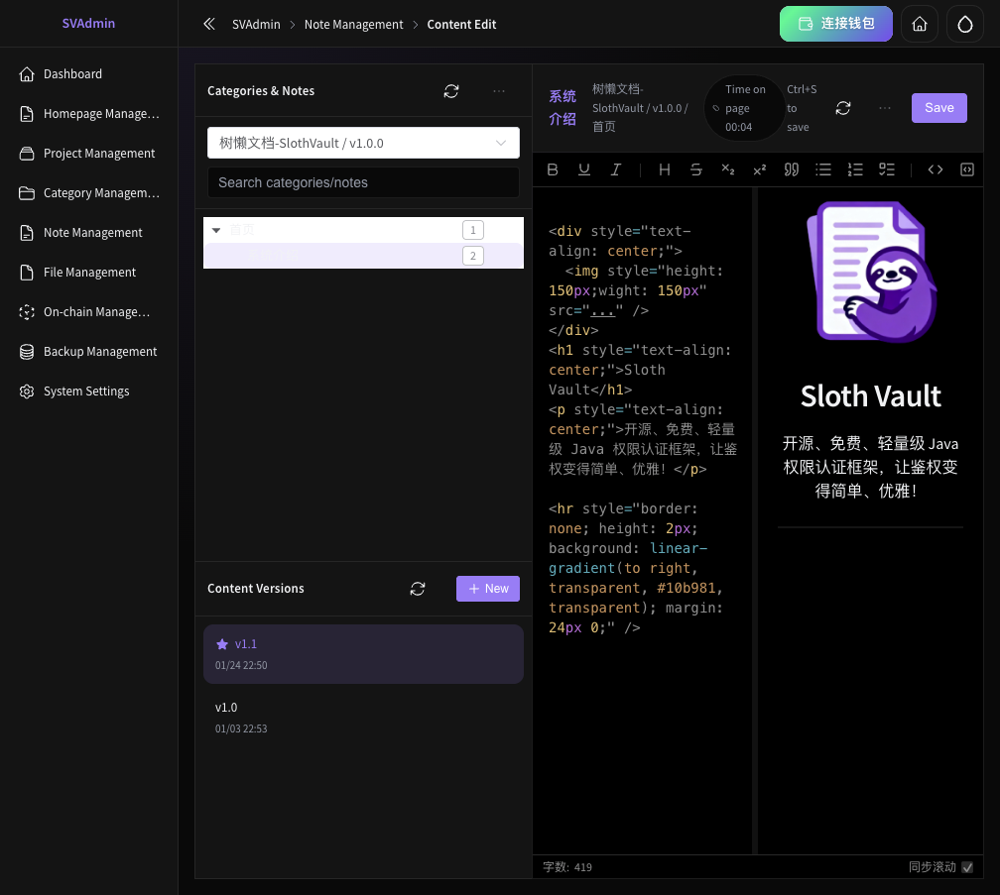 SVAdmin
SVAdmin > Note Management > Content Edit
连接钱包
Dashboard
Homepage Manage…
Project Management
Category Managem…
Note Management
File Management
On-chain Manage…
Backup Management
System Settings
Categories & Notes
树懒文档-SlothVault / v1.0.0
Search categories/notes
首页
1
2
Content Versions
New
v1.1
01/24 22:50
v1.0
01/03 22:53
系统
介绍
树懒文档-
SlothVault / v1.0.0 /
首页
Time on
page
00:04
Ctrl+S
to
save
Save
<div style="text-
align: center;">
<img style="height:
150px;wight: 150px"
src="..." />
</div>
<h1 style="text-align:
center;">Sloth
Vault</h1>
<p style="text-align:
center;">开源、免费、轻量
级 Java 权限认证框架，让鉴
权变得简单、优雅！</p>
<hr style="border:
none; height: 2px;
background: linear-
gradient(to right,
transparent, #10b981,
transparent); margin:
24px 0;" />
Sloth Vault
开源、免费、轻量级 Java
权限认证框架，让鉴权变
得简单、优雅！
字数: 419
同步滚动